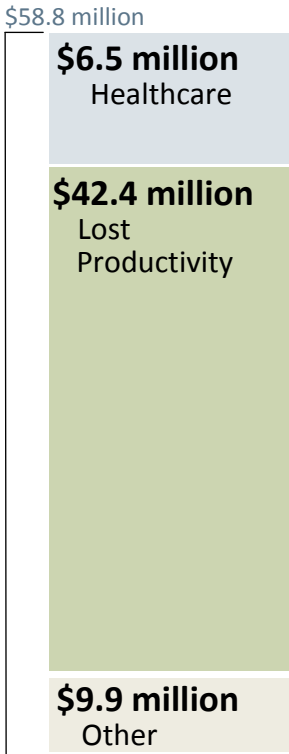 $58.8 million
$6.5 million
Healthcare
$42.4 million
Lost
Productivity
$9.9 million
Other